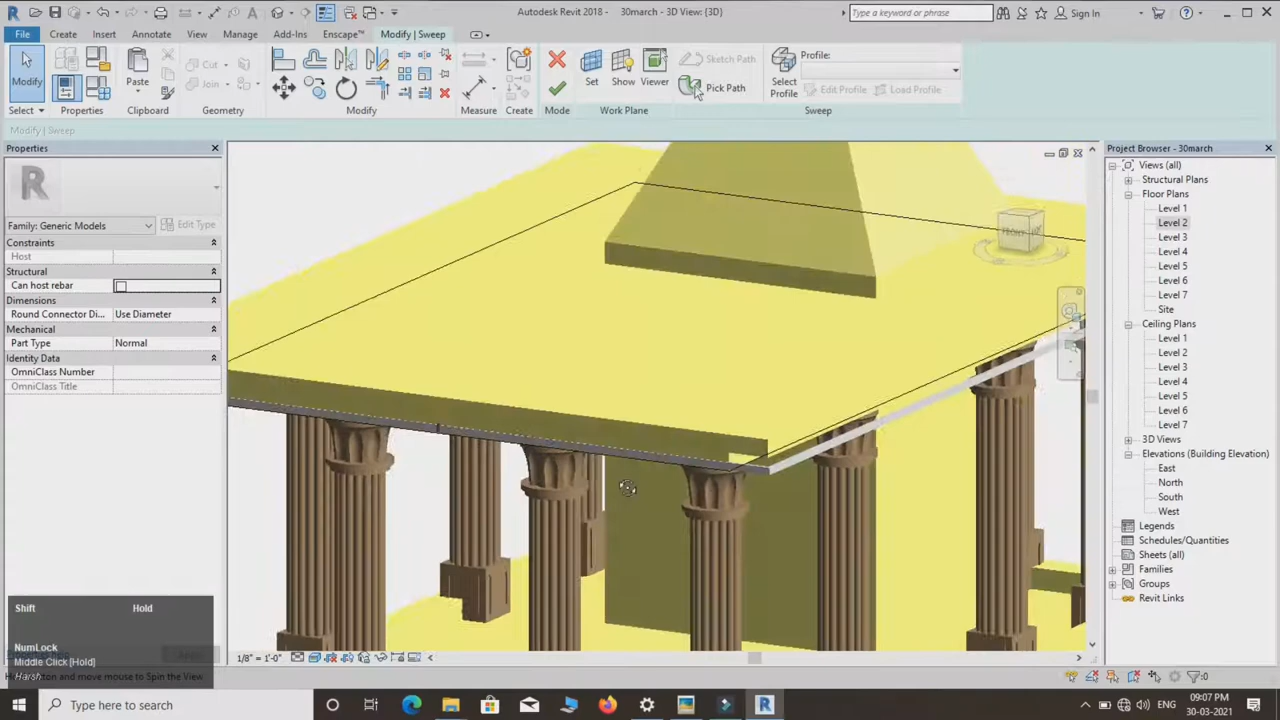 Autodesk Revit 2018 - 30march - 3D View: {3D}
Type a keyword or phrase
Sign In
File
Create
Insert
Annotate
View
Manage
Add-Ins
Enscape™
Modify | Sweep
Modify
Paste
Cut
Join
Set
Show
Viewer
Sketch Path
Pick Path
Select
Profile
Profile:
Edit Profile
Load Profile
Select
Properties
Clipboard
Geometry
Modify
Measure
Create
Mode
Work Plane
Sweep
Modify | Sweep
Properties
R
Family: Generic Models
Edit Type
Constraints
Host
Structural
Can host rebar
Dimensions
Round Connector Di...
Use Diameter
Mechanical
Part Type
Normal
Identity Data
OmniClass Number
OmniClass Title
Shift
Hold
NumLock
Middle Click [Hold]
Harsh
tton and move mouse to Spin the View.
1/8" = 1'-0"
Project Browser - 30march
Views (all)
Structural Plans
Floor Plans
Level 1
Level 2
Level 3
Level 4
Level 5
Level 6
Level 7
Site
Ceiling Plans
Level 1
Level 2
Level 3
Level 4
Level 5
Level 6
Level 7
3D Views
Elevations (Building Elevation)
East
North
South
West
Legends
Schedules/Quantities
Sheets (all)
Families
Groups
Revit Links
:0
Type here to search
R
09:07 PM
30-03-2021